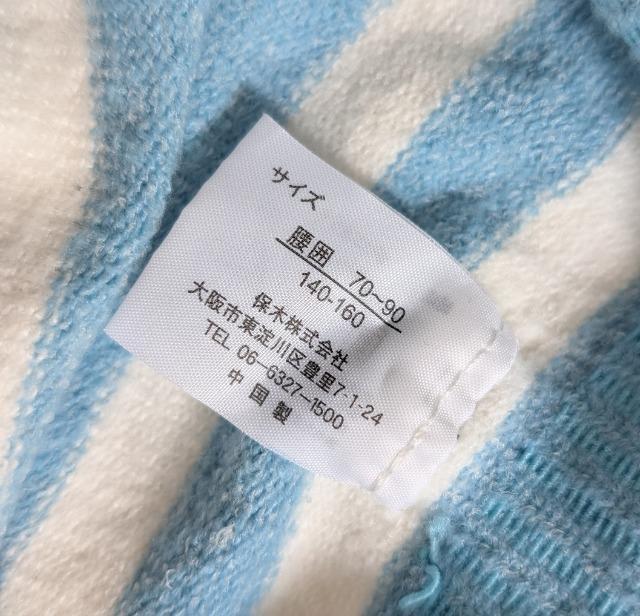 サイズ
腰囲 70~90
140-160
保木株式会社
大阪市東淀川区豊里7-1-24
TEL 06-6327-1500
中国製